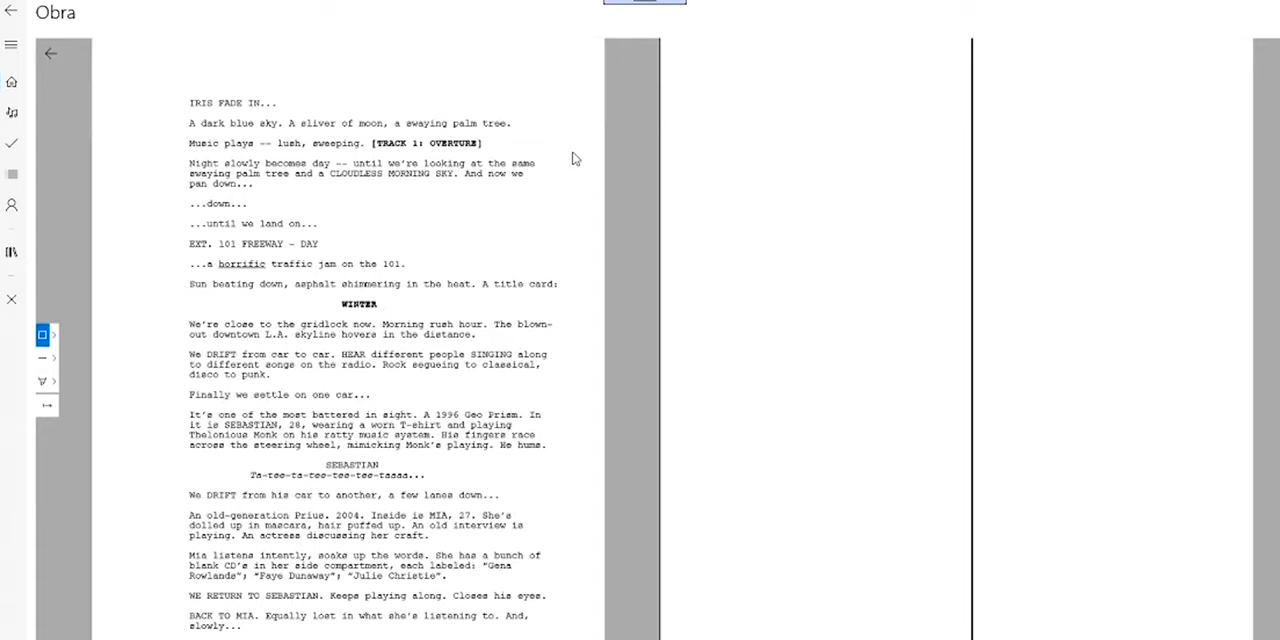 Obra
IRIS FADE IN...
A dark blue sky. A sliver of moon, a swaying palm tree.
Music plays -- lush, sweeping. [TRACK 1: OVERTURE]
Night slowly becomes day -- until we're looking at the same
swaying palm tree and a CLOUDLESS MORNING SKY. And now we
pan down...
...down...
...until we land on...
EXT. 101 FREEWAY - DAY
...a horrific traffic jam on the 101.
Sun beating down, asphalt shimmering in the heat. A title card:
WINTER
We're close to the gridlock now. Morning rush hour. The blown-
out downtown L.A. skyline hovers in the distance.
We DRIFT from car to car. HEAR different people SINGING along
to different songs on the radio. Rock segueing to classical,
disco to punk.
Finally we settle on one car...
It's one of the most battered in sight. A 1996 Geo Prism. In
it is SEBASTIAN, 28, wearing a worn T-shirt and playing
Thelonious Monk on his ratty music system. His fingers race
across the steering wheel, mimicking Monk's playing. He hums.
SEBASTIAN
Ta-tee-ta-tee-tee-tee-taaaa...
We DRIFT from his car to another, a few lanes down...
An old-generation Prius. 2004. Inside is MIA, 27. She's
dolled up in mascara, hair puffed up. An old interview is
playing. An actress discussing her craft.
Mia listens intently, soaks up the words. She has a bunch of
blank CD's in her side compartment, each labeled: "Gena
Rowlands"; "Faye Dunaway"; "Julie Christie".
WE RETURN TO SEBASTIAN. Keeps playing along. Closes his eyes.
BACK TO MIA. Equally lost in what she's listening to. And,
slowly...